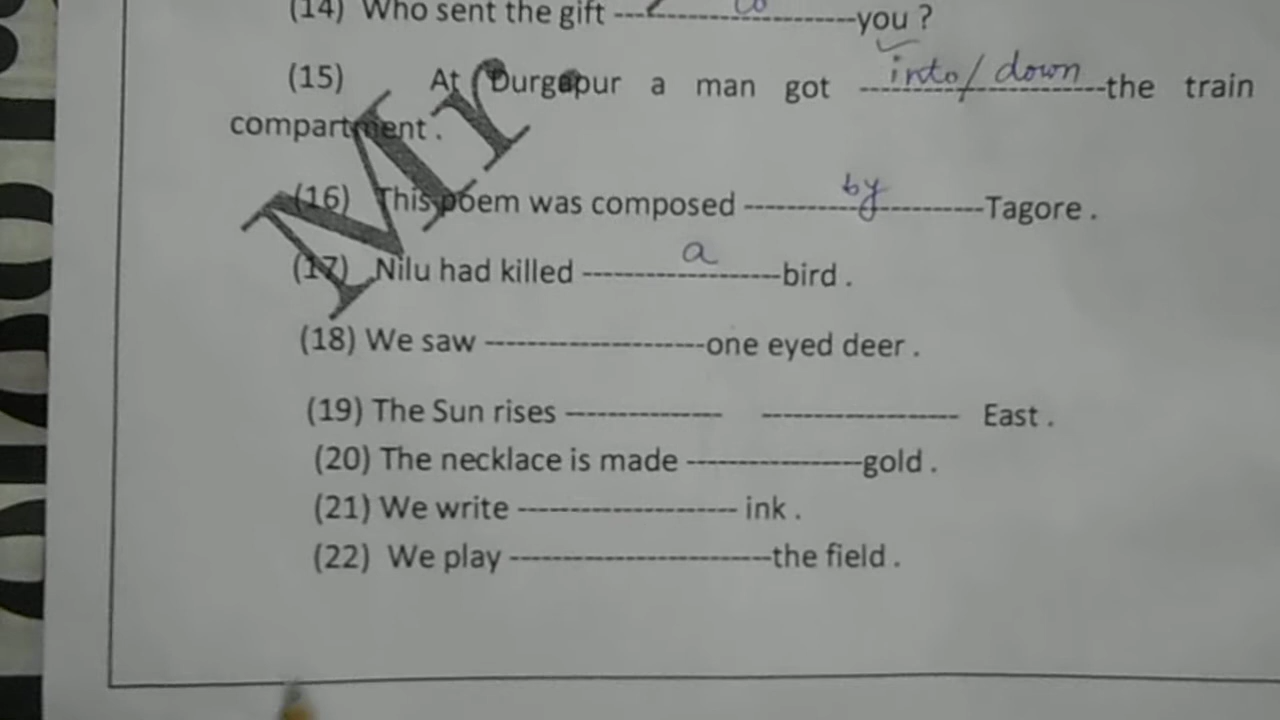 (14) Who sent the gift ---------to---------you ?
(15) At Durgapur a man got ---------into/down---------the train
compartment .
(16) This poem was composed ---------by---------Tagore .
(17) Nilu had killed ---------a---------bird .
(18) We saw --------------------one eyed deer .
(19) The Sun rises -------------- ------------------ East .
(20) The necklace is made ----------------gold .
(21) We write -------------------- ink .
(22) We play ------------------------the field .
Mr